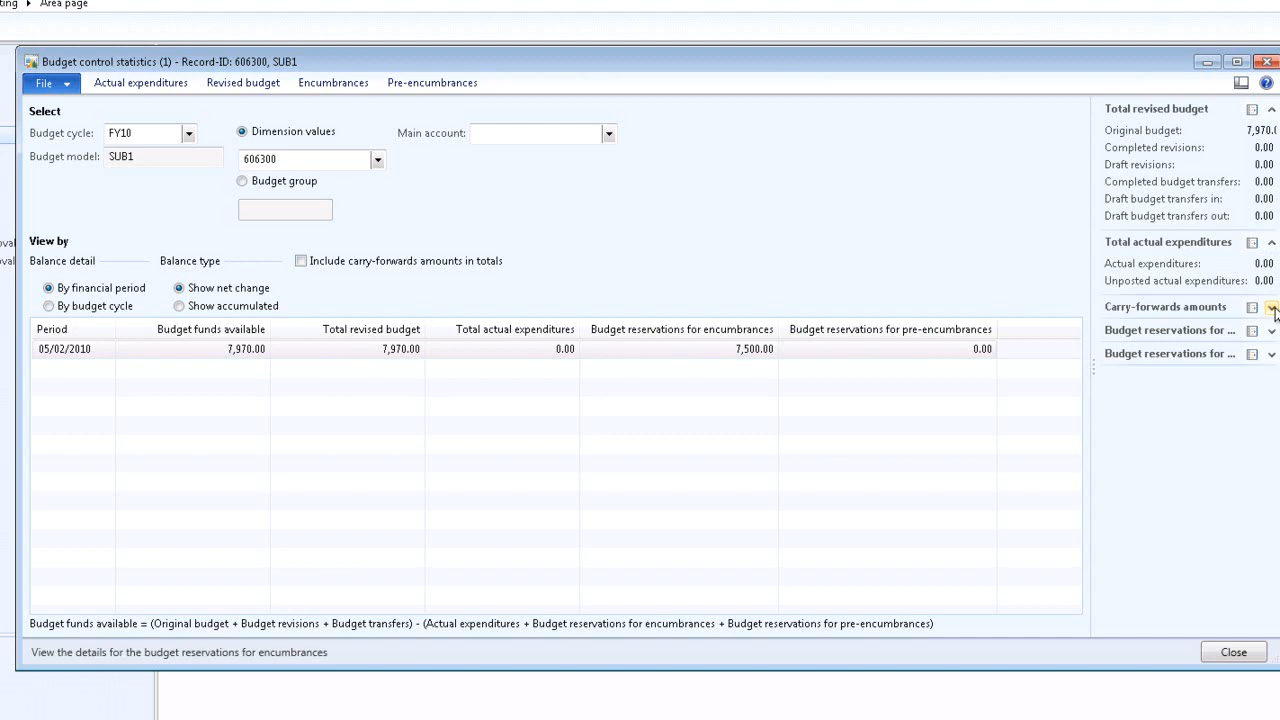 ting ▸ Area page
Budget control statistics (1) - Record-ID: 606300, SUB1
File Actual expenditures Revised budget Encumbrances Pre-encumbrances
Select
Budget cycle: FY10
Budget model: SUB1
Dimension values
606300
Budget group
Main account:
View by
Balance detail Balance type Include carry-forwards amounts in totals
By financial period Show net change
By budget cycle Show accumulated
Period Budget funds available Total revised budget Total actual expenditures Budget reservations for encumbrances Budget reservations for pre-encumbrances
05/02/2010 7,970.00 7,970.00 0.00 7,500.00 0.00
Budget funds available = (Original budget + Budget revisions + Budget transfers) - (Actual expenditures + Budget reservations for encumbrances + Budget reservations for pre-encumbrances)
View the details for the budget reservations for encumbrances
Close
Total revised budget
Original budget: 7,970.0
Completed revisions: 0.00
Draft revisions: 0.00
Completed budget transfers: 0.00
Draft budget transfers in: 0.00
Draft budget transfers out: 0.00
Total actual expenditures
Actual expenditures: 0.00
Unposted actual expenditures: 0.00
Carry-forwards amounts
Budget reservations for ...
Budget reservations for ...
oval
oval